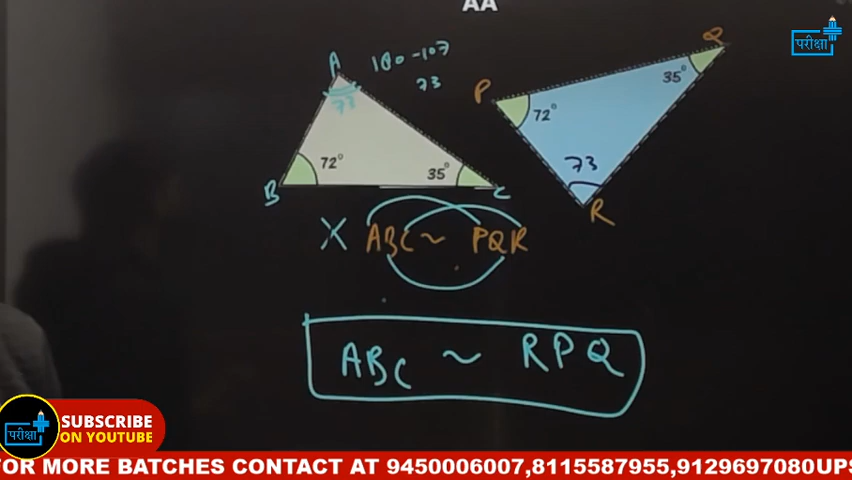 AA
परीक्षा
A
180-107
73
73
72°
35°
B
C
P
Q
72°
35°
73
R
X ABC ~ PQR
ABC ~ RPQ
परीक्षा
SUBSCRIBE
ON YOUTUBE
FOR MORE BATCHES CONTACT AT 9450006007,8115587955,9129697080UPS